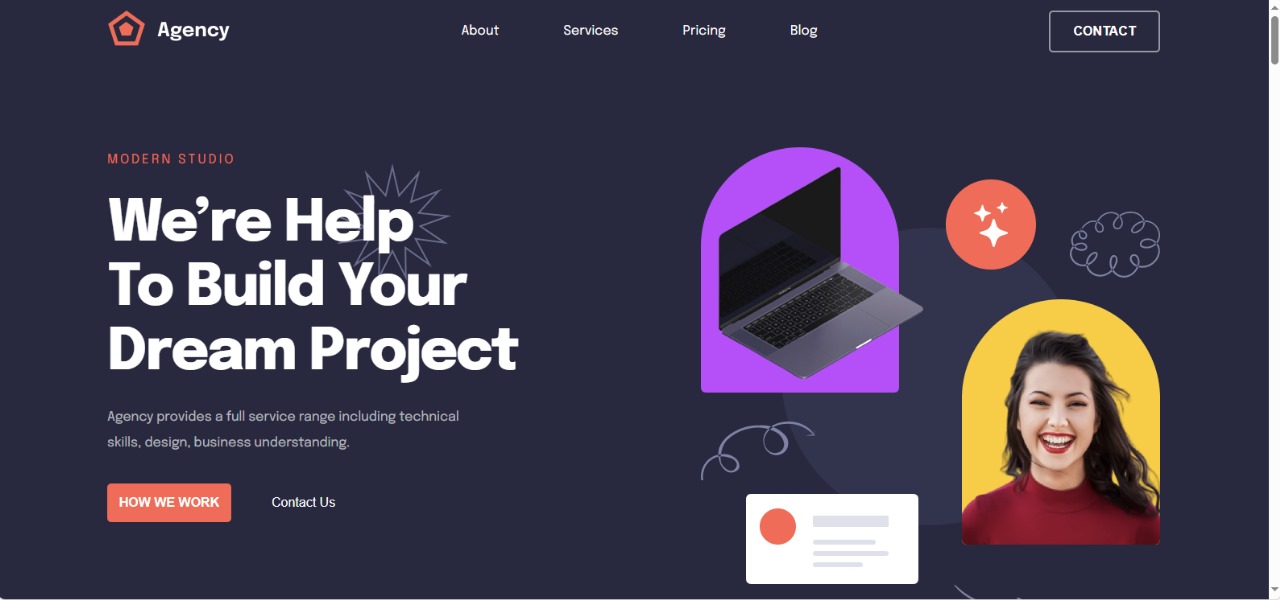 Agency
About
Services
Pricing
Blog
CONTACT
MODERN STUDIO
We’re Help
To Build Your
Dream Project
Agency provides a full service range including technical
skills, design, business understanding.
HOW WE WORK
Contact Us